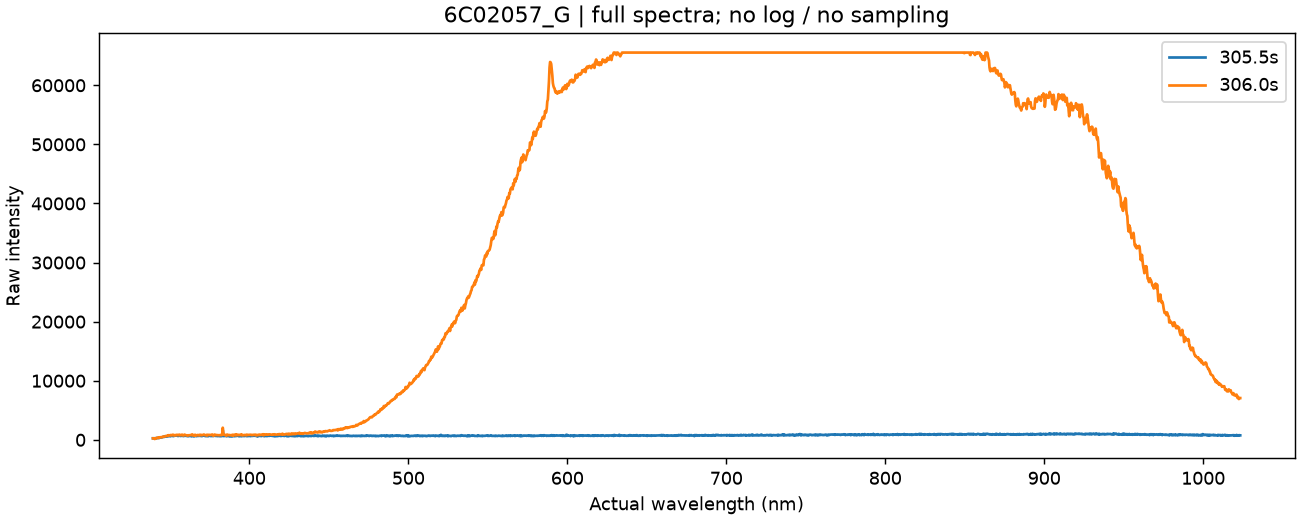 6C02057_G | full spectra; no log / no sampling
305.5s
306.0s
Raw intensity
60000
50000
40000
30000
20000
10000
0
400
500
600
700
800
900
1000
Actual wavelength (nm)